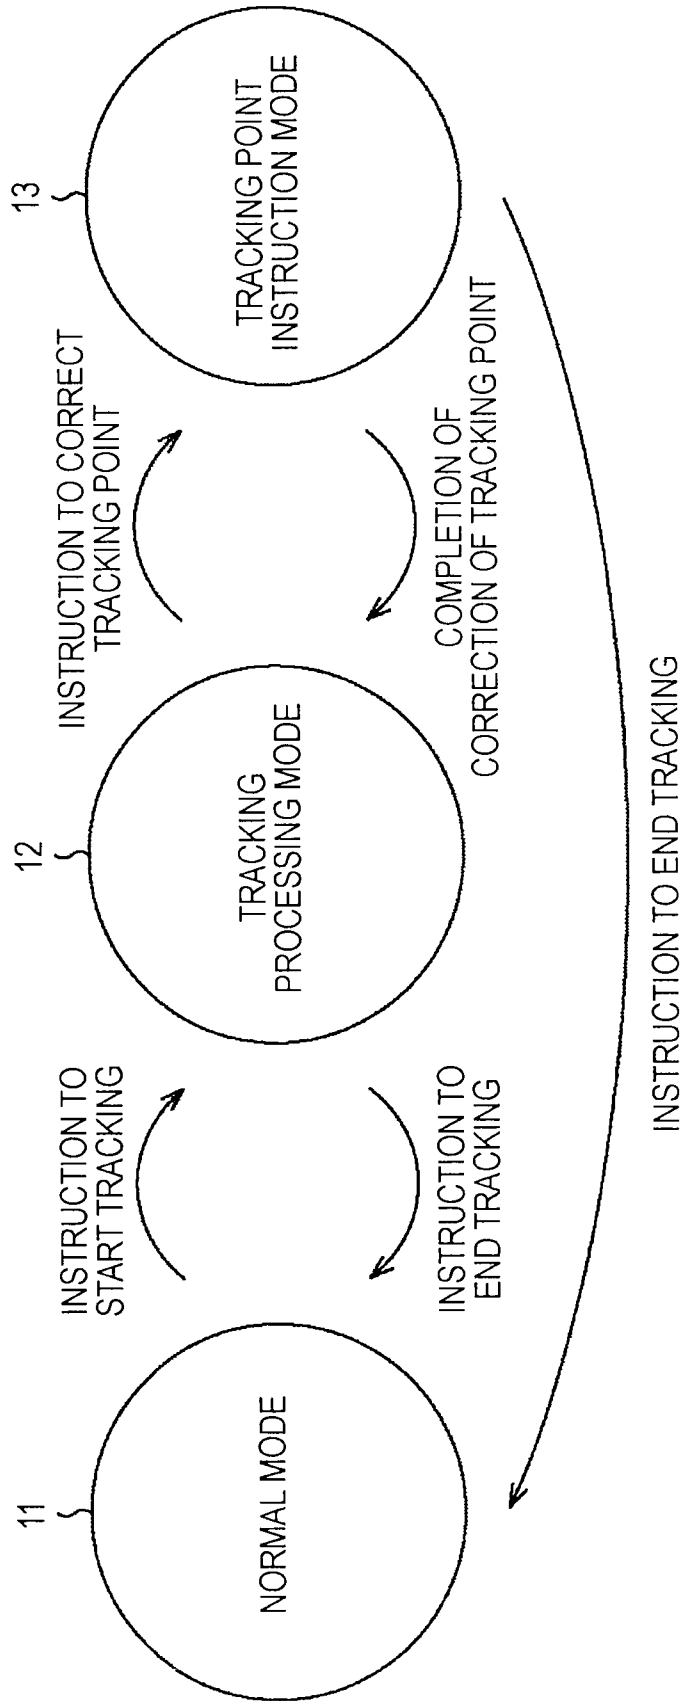 11
NORMAL MODE
INSTRUCTION TO
START TRACKING
INSTRUCTION TO
END TRACKING
12
TRACKING
PROCESSING MODE
INSTRUCTION TO CORRECT
TRACKING POINT
COMPLETION OF
CORRECTION OF TRACKING POINT
13
TRACKING POINT
INSTRUCTION MODE
INSTRUCTION TO END TRACKING